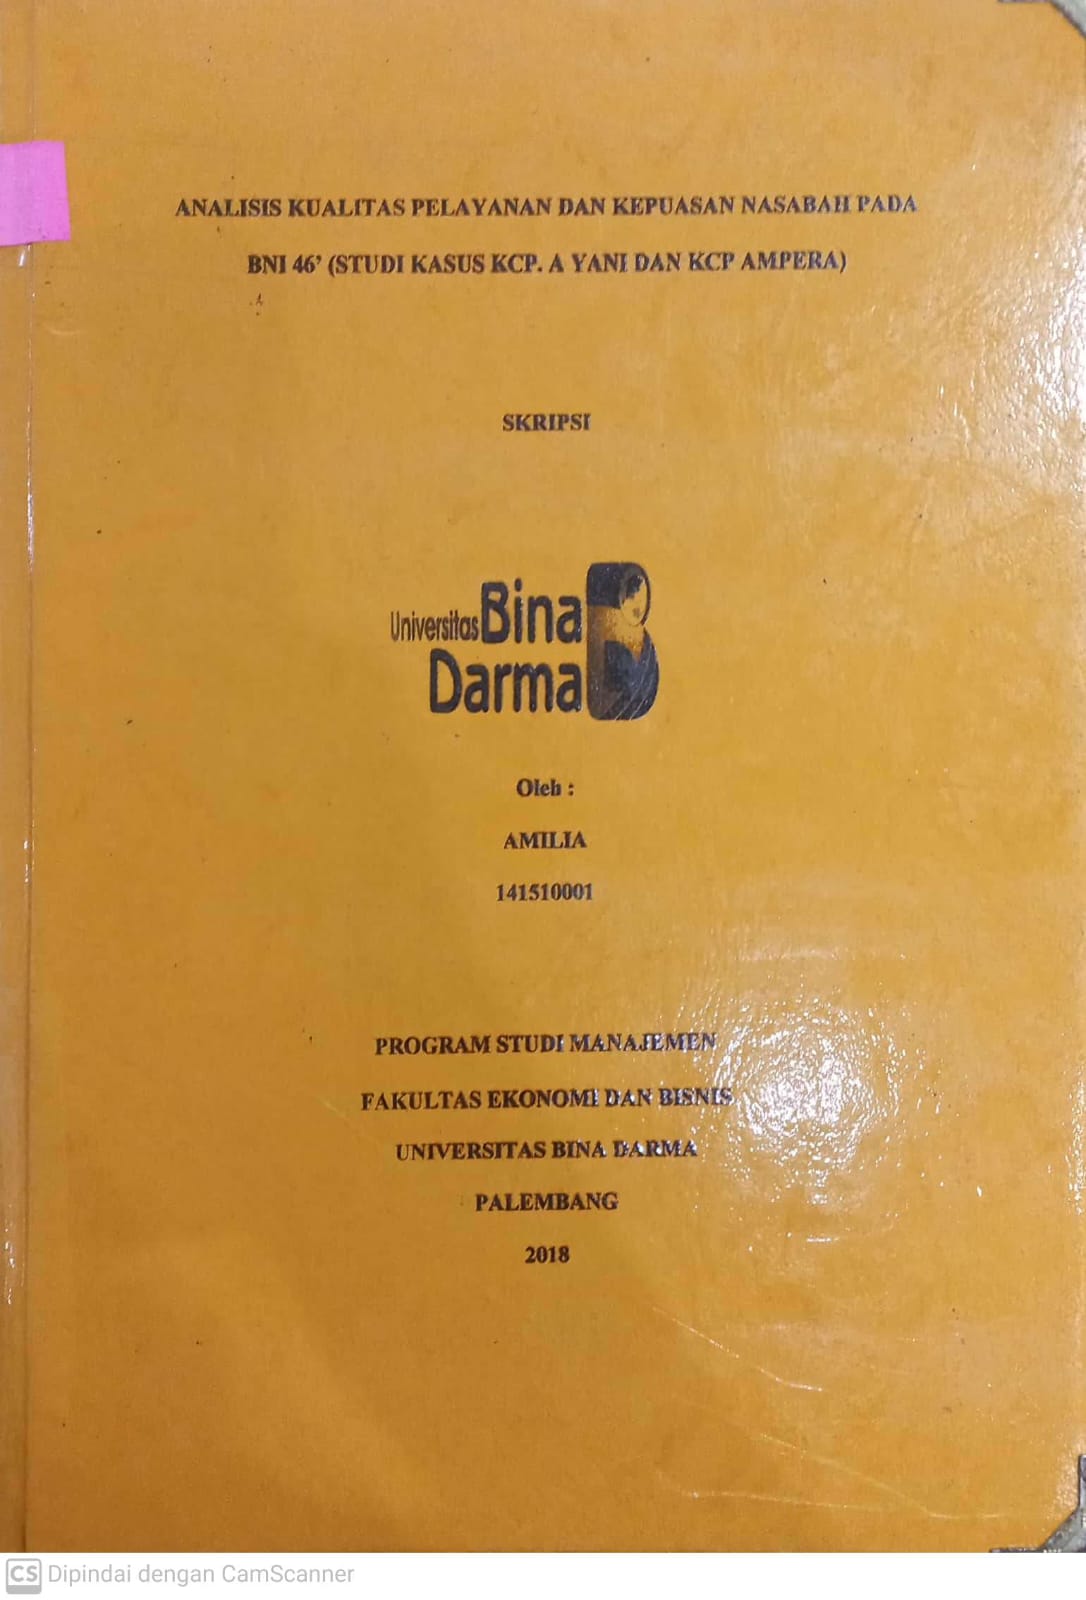 ANALISIS KUALITAS PELAYANAN DAN KEPUASAN NASABAH PADA
BNI 46’ (STUDI KASUS KCP. A YANI DAN KCP AMPERA)
SKRIPSI
Universitas Bina
Darma
Oleh :
AMILIA
141510001
PROGRAM STUDI MANAJEMEN
FAKULTAS EKONOMI DAN BISNIS
UNIVERSITAS BINA DARMA
PALEMBANG
2018
CS Dipindai dengan CamScanner